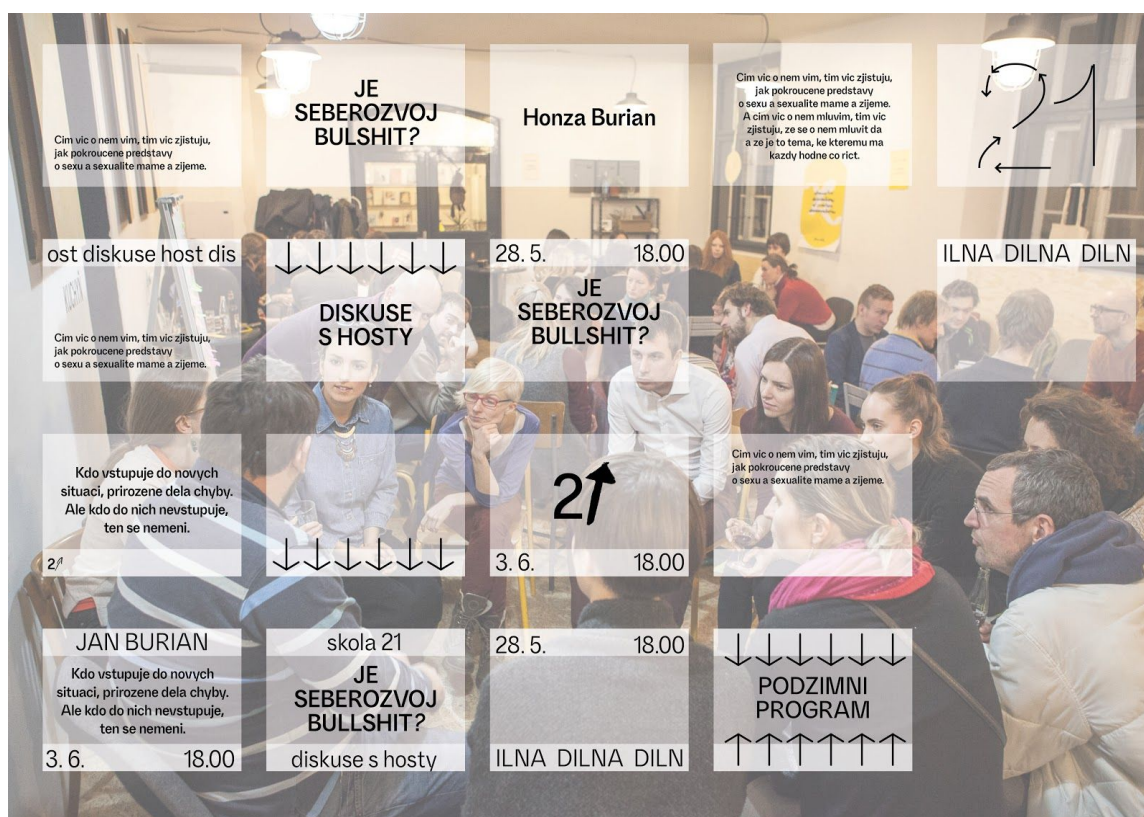 Cim vic o nem vim, tim vic zjistuju,
jak pokroucene predstavy
o sexu a sexualite mame a zijeme.
JE
SEBEROZVOJ
BULSHIT?
Honza Burian
Cim vic o nem vim, tim vic zjistuju,
jak pokroucene predstavy
o sexu a sexualite mame a zijeme.
A cim vic o nem mluvim, tim vic
zjistuju, ze se o nem mluvit da
a ze je to tema, ke kteremu ma
kazdy hodne co rict.
21
ost diskuse host dis
Cim vic o nem vim, tim vic zjistuju,
jak pokroucene predstavy
o sexu a sexualite mame a zijeme.
DISKUSE
S HOSTY
28. 5. 18.00
JE
SEBEROZVOJ
BULLSHIT?
ILNA DILNA DILN
Kdo vstupuje do novych
situaci, prirozene dela chyby.
Ale kdo do nich nevstupuje,
ten se nemeni.
21
21
3. 6. 18.00
Cim vic o nem vim, tim vic zjistuju,
jak pokroucene predstavy
o sexu a sexualite mame a zijeme.
JAN BURIAN
Kdo vstupuje do novych
situaci, prirozene dela chyby.
Ale kdo do nich nevstupuje,
ten se nemeni.
3. 6. 18.00
skola 21
JE
SEBEROZVOJ
BULLSHIT?
diskuse s hosty
28. 5. 18.00
ILNA DILNA DILN
PODZIMNI
PROGRAM